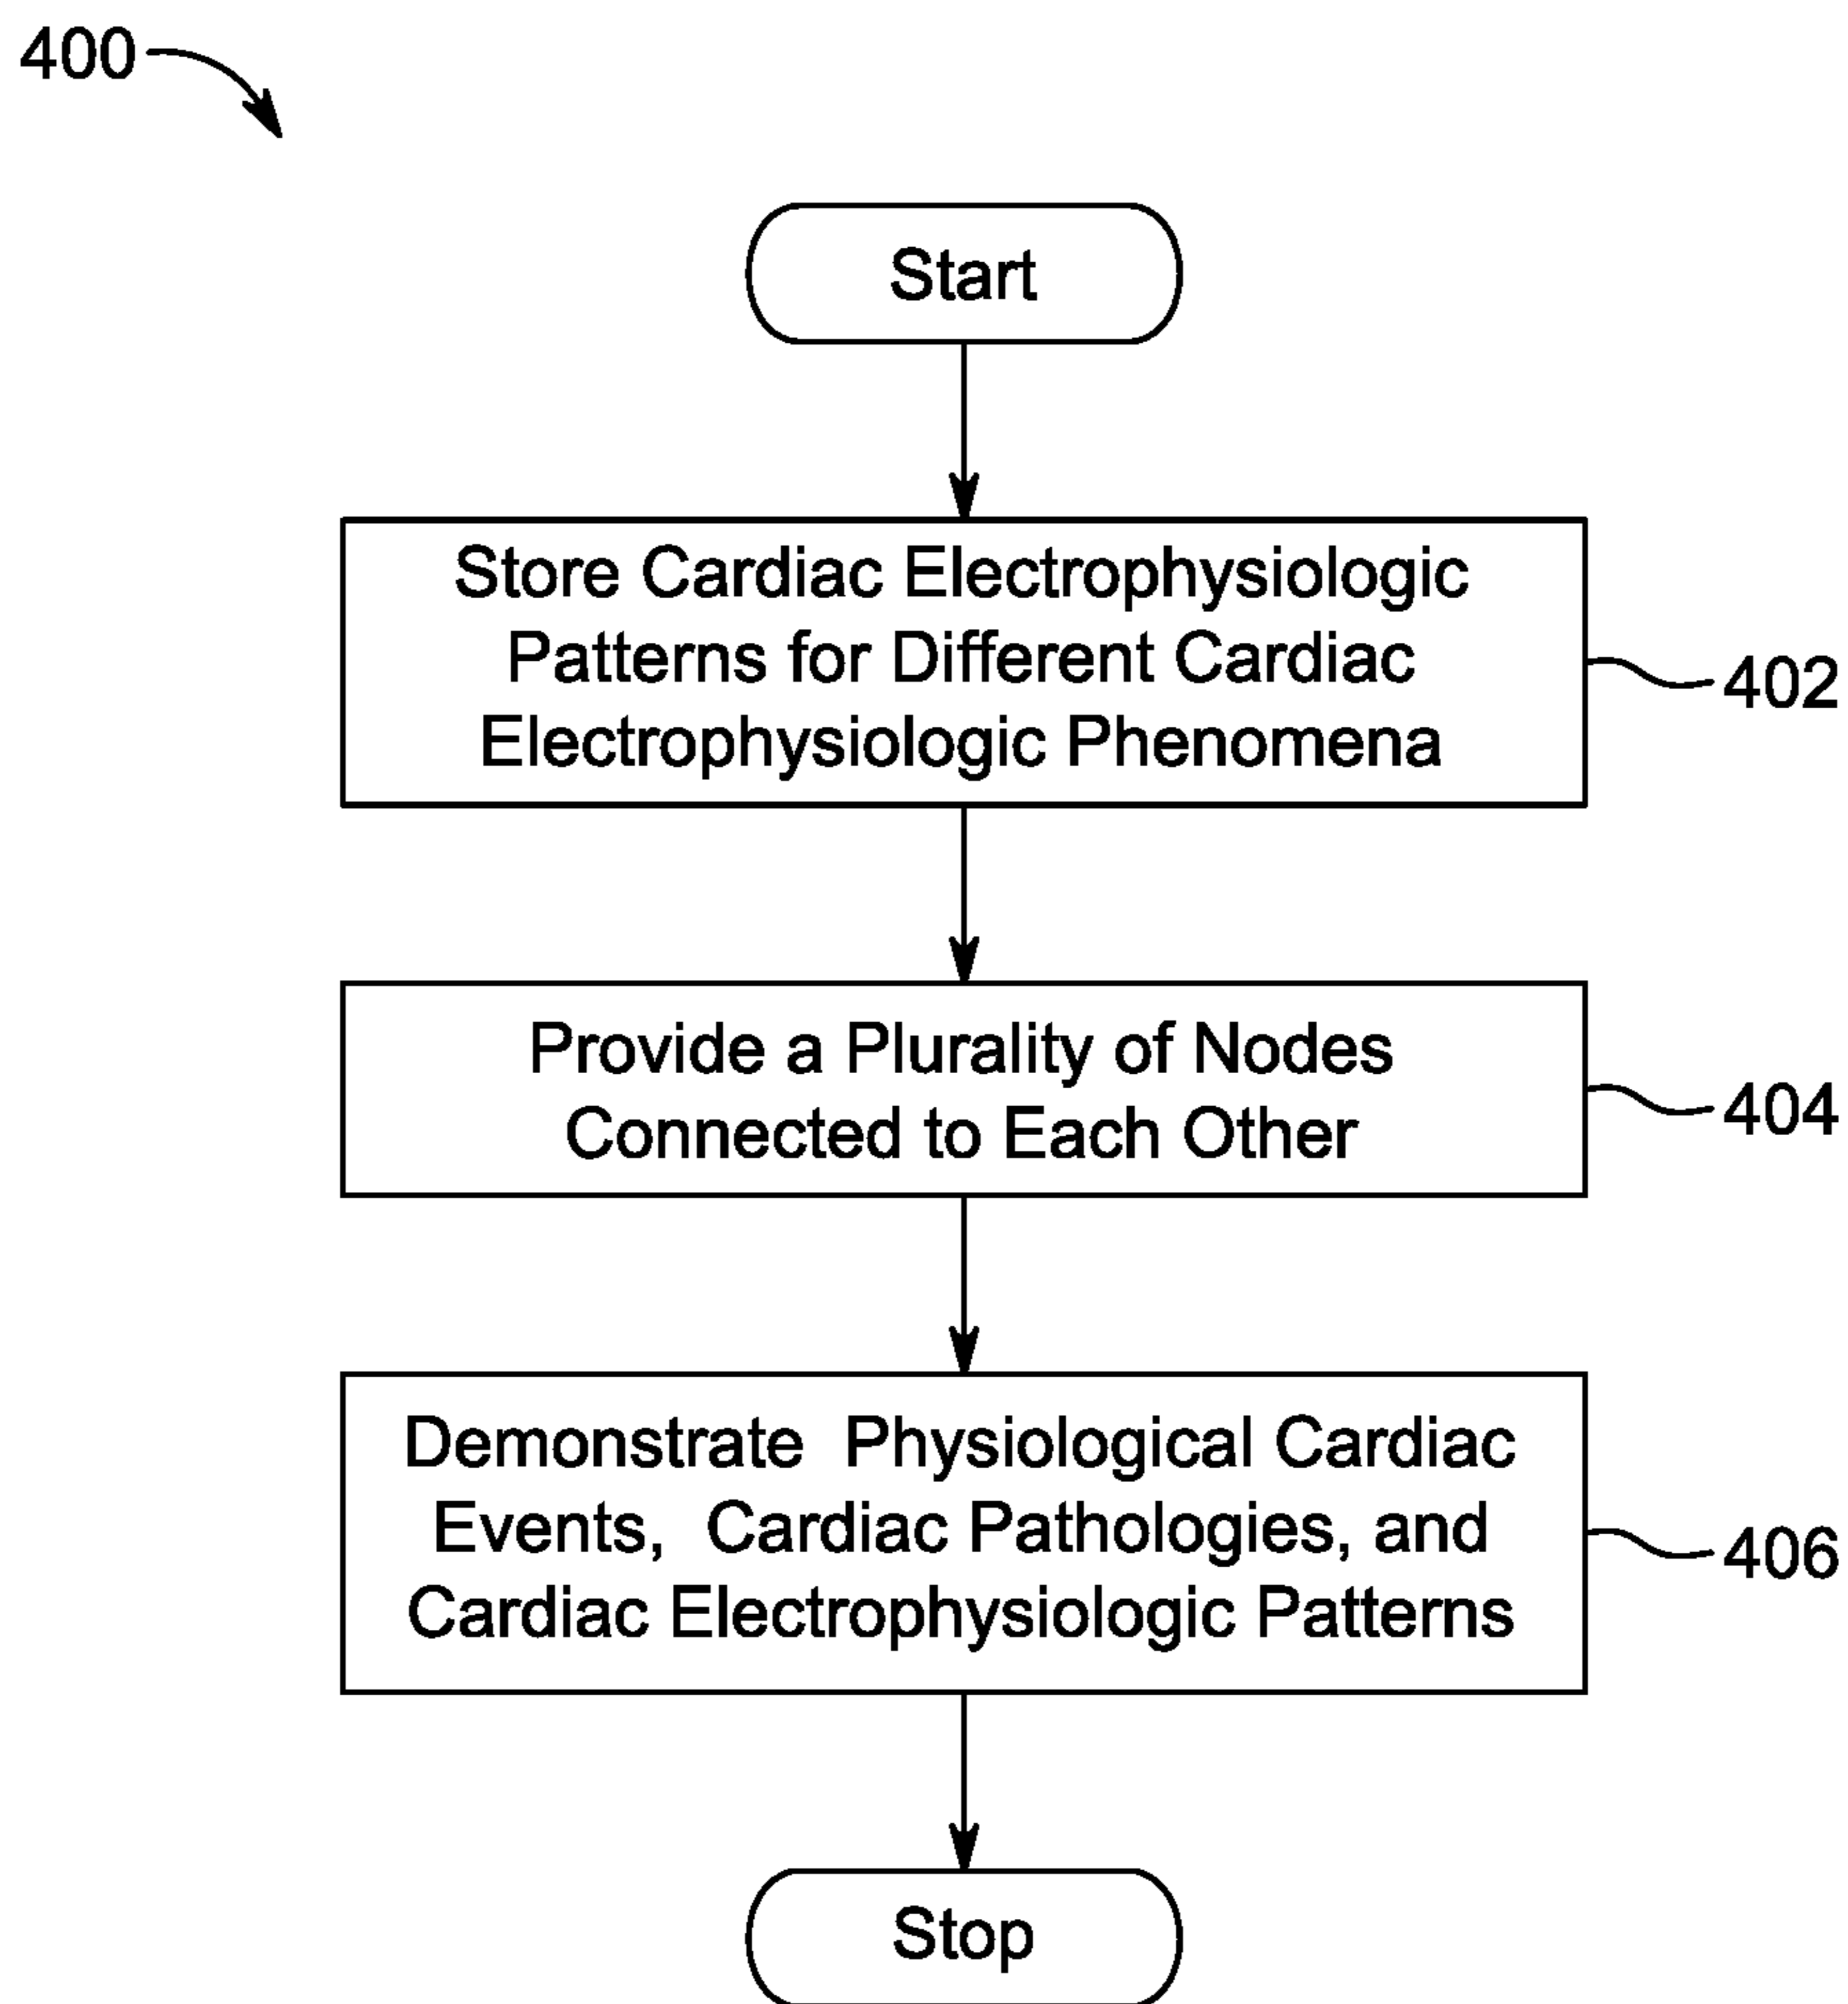 400
Start
Store Cardiac Electrophysiologic
Patterns for Different Cardiac
Electrophysiologic Phenomena
402
Provide a Plurality of Nodes
Connected to Each Other
404
Demonstrate Physiological Cardiac
Events, Cardiac Pathologies, and
Cardiac Electrophysiologic Patterns
406
Stop